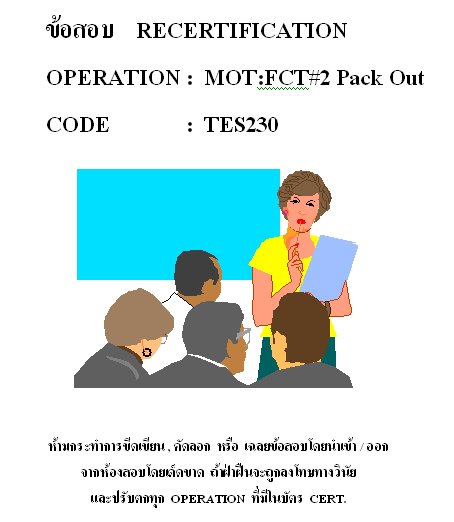 ข้อสอบ RECERTIFICATION
OPERATION : MOT:FCT#2 Pack Out
CODE : TES230
ห้ามกระทำการขีดเขียน , คัดลอก หรือ เฉลยข้อสอบโดยนำเข้า / ออก
จากห้องสอบโดยเด็ดขาด ถ้าฝ่าฝืนจะถูกลงโทษทางวินัย
และปรับตกทุก OPERATION ที่มีในบัตร CERT.